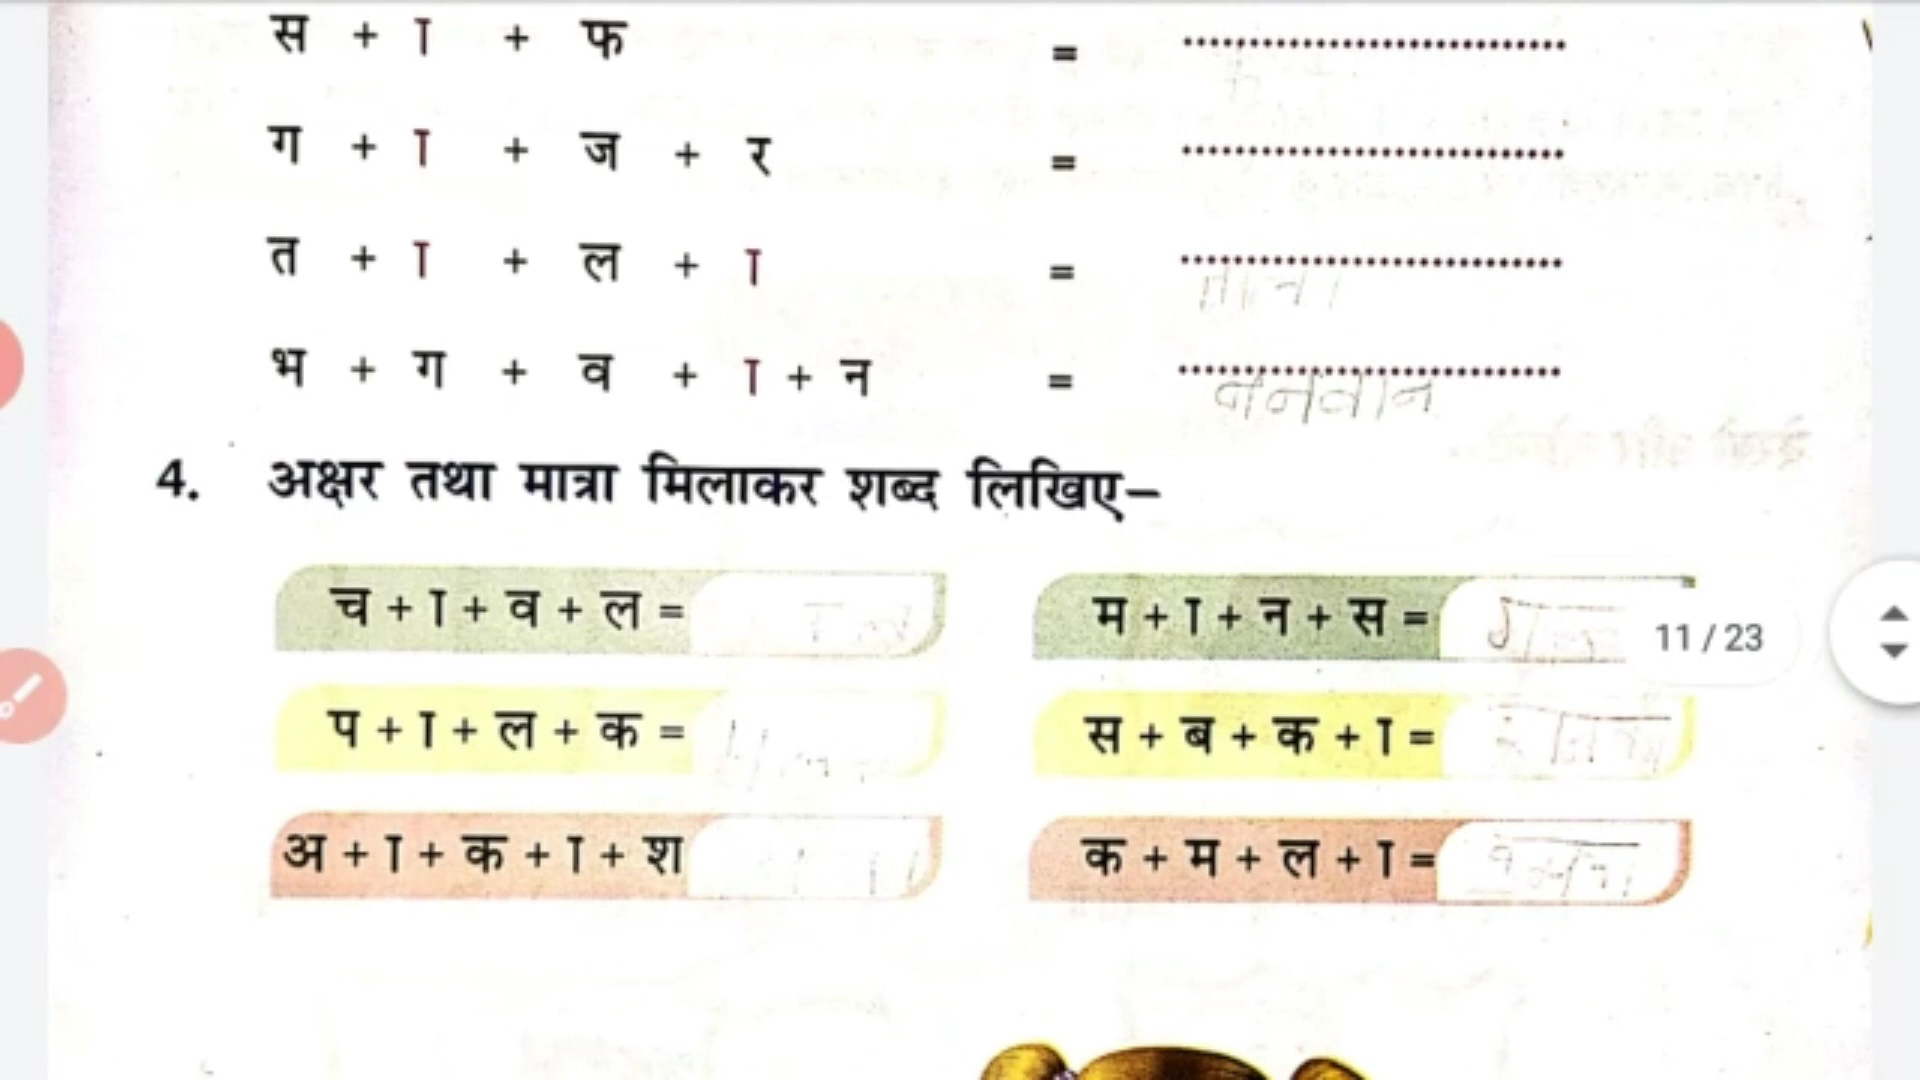 स + ा + फ =
ग + ा + ज + र =
त + ा + ल + ा =
भ + ग + व + ा + न =
4. अक्षर तथा मात्रा मिलाकर शब्द लिखिए–
च + ा + व + ल = म + ा + न + स =
11 / 23
प + ा + ल + क = स + ब + क + ा =
अ + ा + क + ा + श क + म + ल + ा =